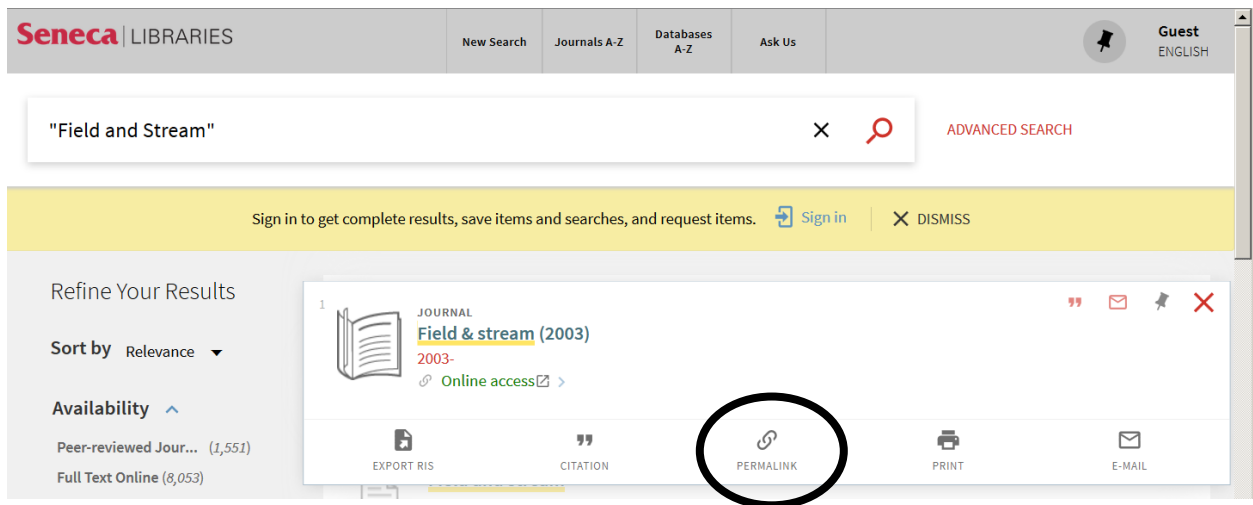 Seneca LIBRARIES
New Search
Journals A-Z
Databases
A-Z
Ask Us
Guest
ENGLISH
"Field and Stream"
ADVANCED SEARCH
Sign in to get complete results, save items and searches, and request items. Sign in DISMISS
Refine Your Results
Sort by Relevance
Availability
Peer-reviewed Jour... (1,551)
Full Text Online (8,053)
1
JOURNAL
Field & stream (2003)
2003-
Online access
EXPORT RIS
CITATION
PERMALINK
PRINT
E-MAIL